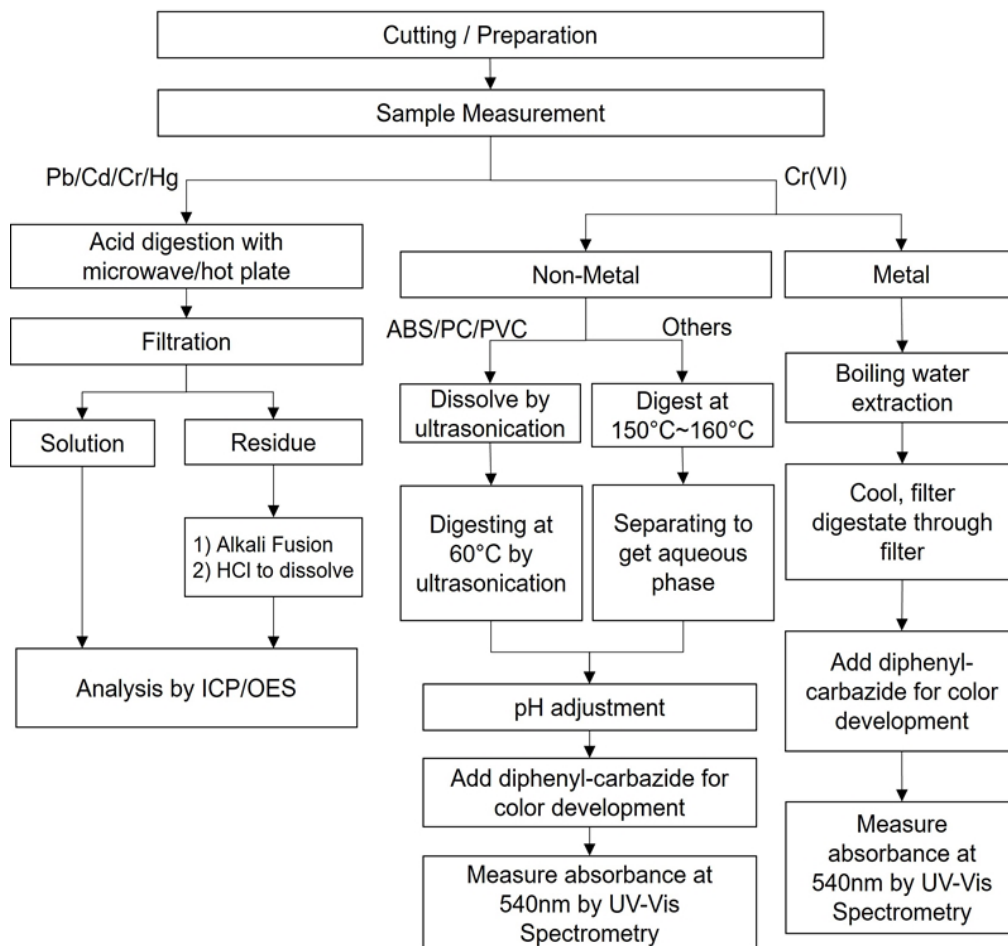 Cutting / Preparation
Sample Measurement
Pb/Cd/Cr/Hg
Cr(VI)
Acid digestion with
microwave/hot plate
Non-Metal
Metal
Filtration
ABS/PC/PVC
Others
Solution
Residue
Dissolve by
ultrasonication
Digest at
150°C~160°C
Boiling water
extraction
1) Alkali Fusion
2) HCl to dissolve
Digesting at
60°C by
ultrasonication
Separating to
get aqueous
phase
Cool, filter
digestate through
filter
Analysis by ICP/OES
pH adjustment
Add diphenyl-
carbazide for color
development
Add diphenyl-carbazide for
color development
Measure absorbance at
540nm by UV-Vis
Spectrometry
Measure
absorbance at
540nm by UV-Vis
Spectrometry